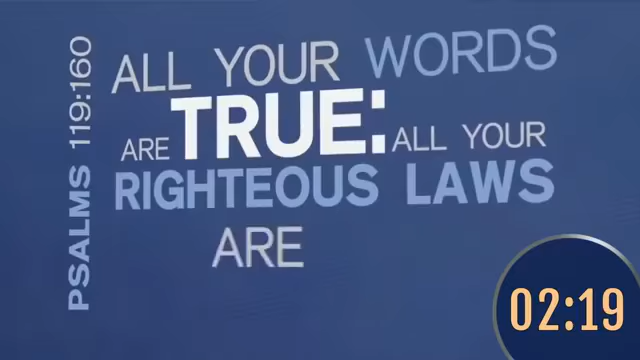 PSALMS 119:160
ALL YOUR WORDS
ARE TRUE: ALL YOUR
RIGHTEOUS LAWS
ARE
02:19